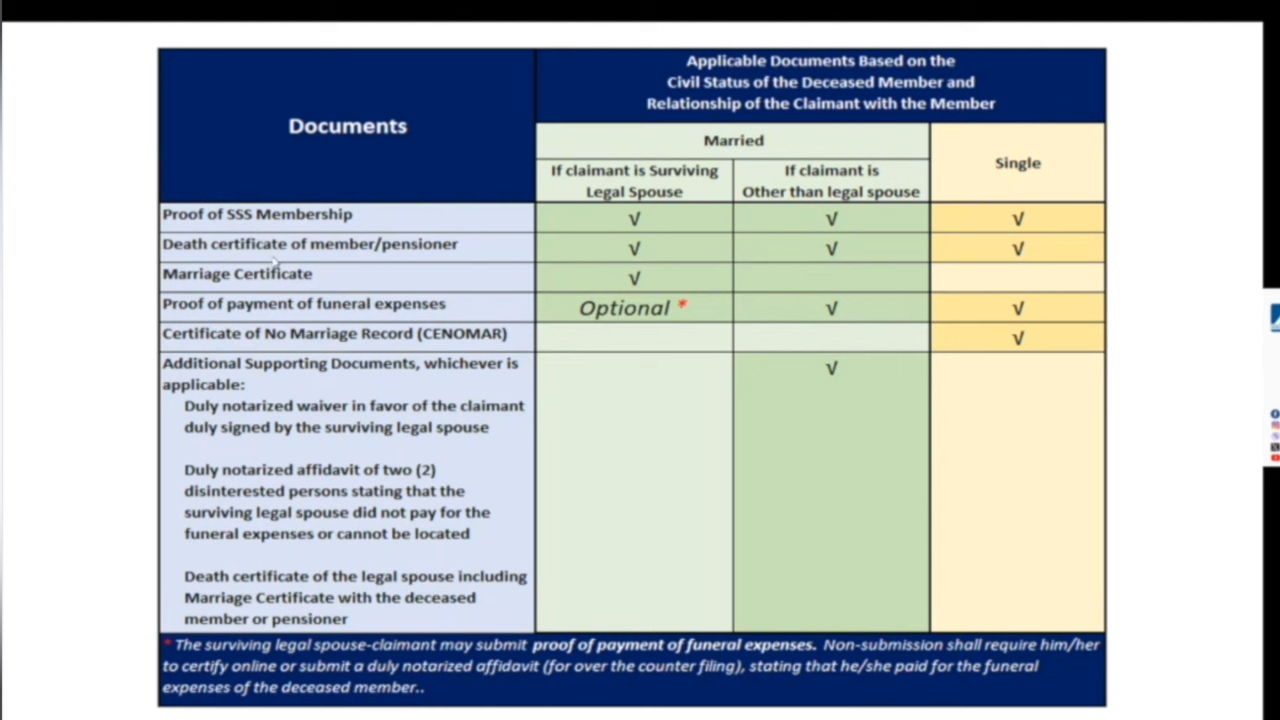 Documents
Applicable Documents Based on the
Civil Status of the Deceased Member and
Relationship of the Claimant with the Member
Married
Single
If claimant is Surviving
Legal Spouse
If claimant is
Other than legal spouse
Proof of SSS Membership √ √ √
Death certificate of member/pensioner √ √ √
Marriage Certificate √
Proof of payment of funeral expenses Optional * √ √
Certificate of No Marriage Record (CENOMAR) √
Additional Supporting Documents, whichever is √
applicable:
Duly notarized waiver in favor of the claimant
duly signed by the surviving legal spouse
Duly notarized affidavit of two (2)
disinterested persons stating that the
surviving legal spouse did not pay for the
funeral expenses or cannot be located
Death certificate of the legal spouse including
Marriage Certificate with the deceased
member or pensioner
* The surviving legal spouse-claimant may submit proof of payment of funeral expenses. Non-submission shall require him/her
to certify online or submit a duly notarized affidavit (for over the counter filing), stating that he/she paid for the funeral
expenses of the deceased member..